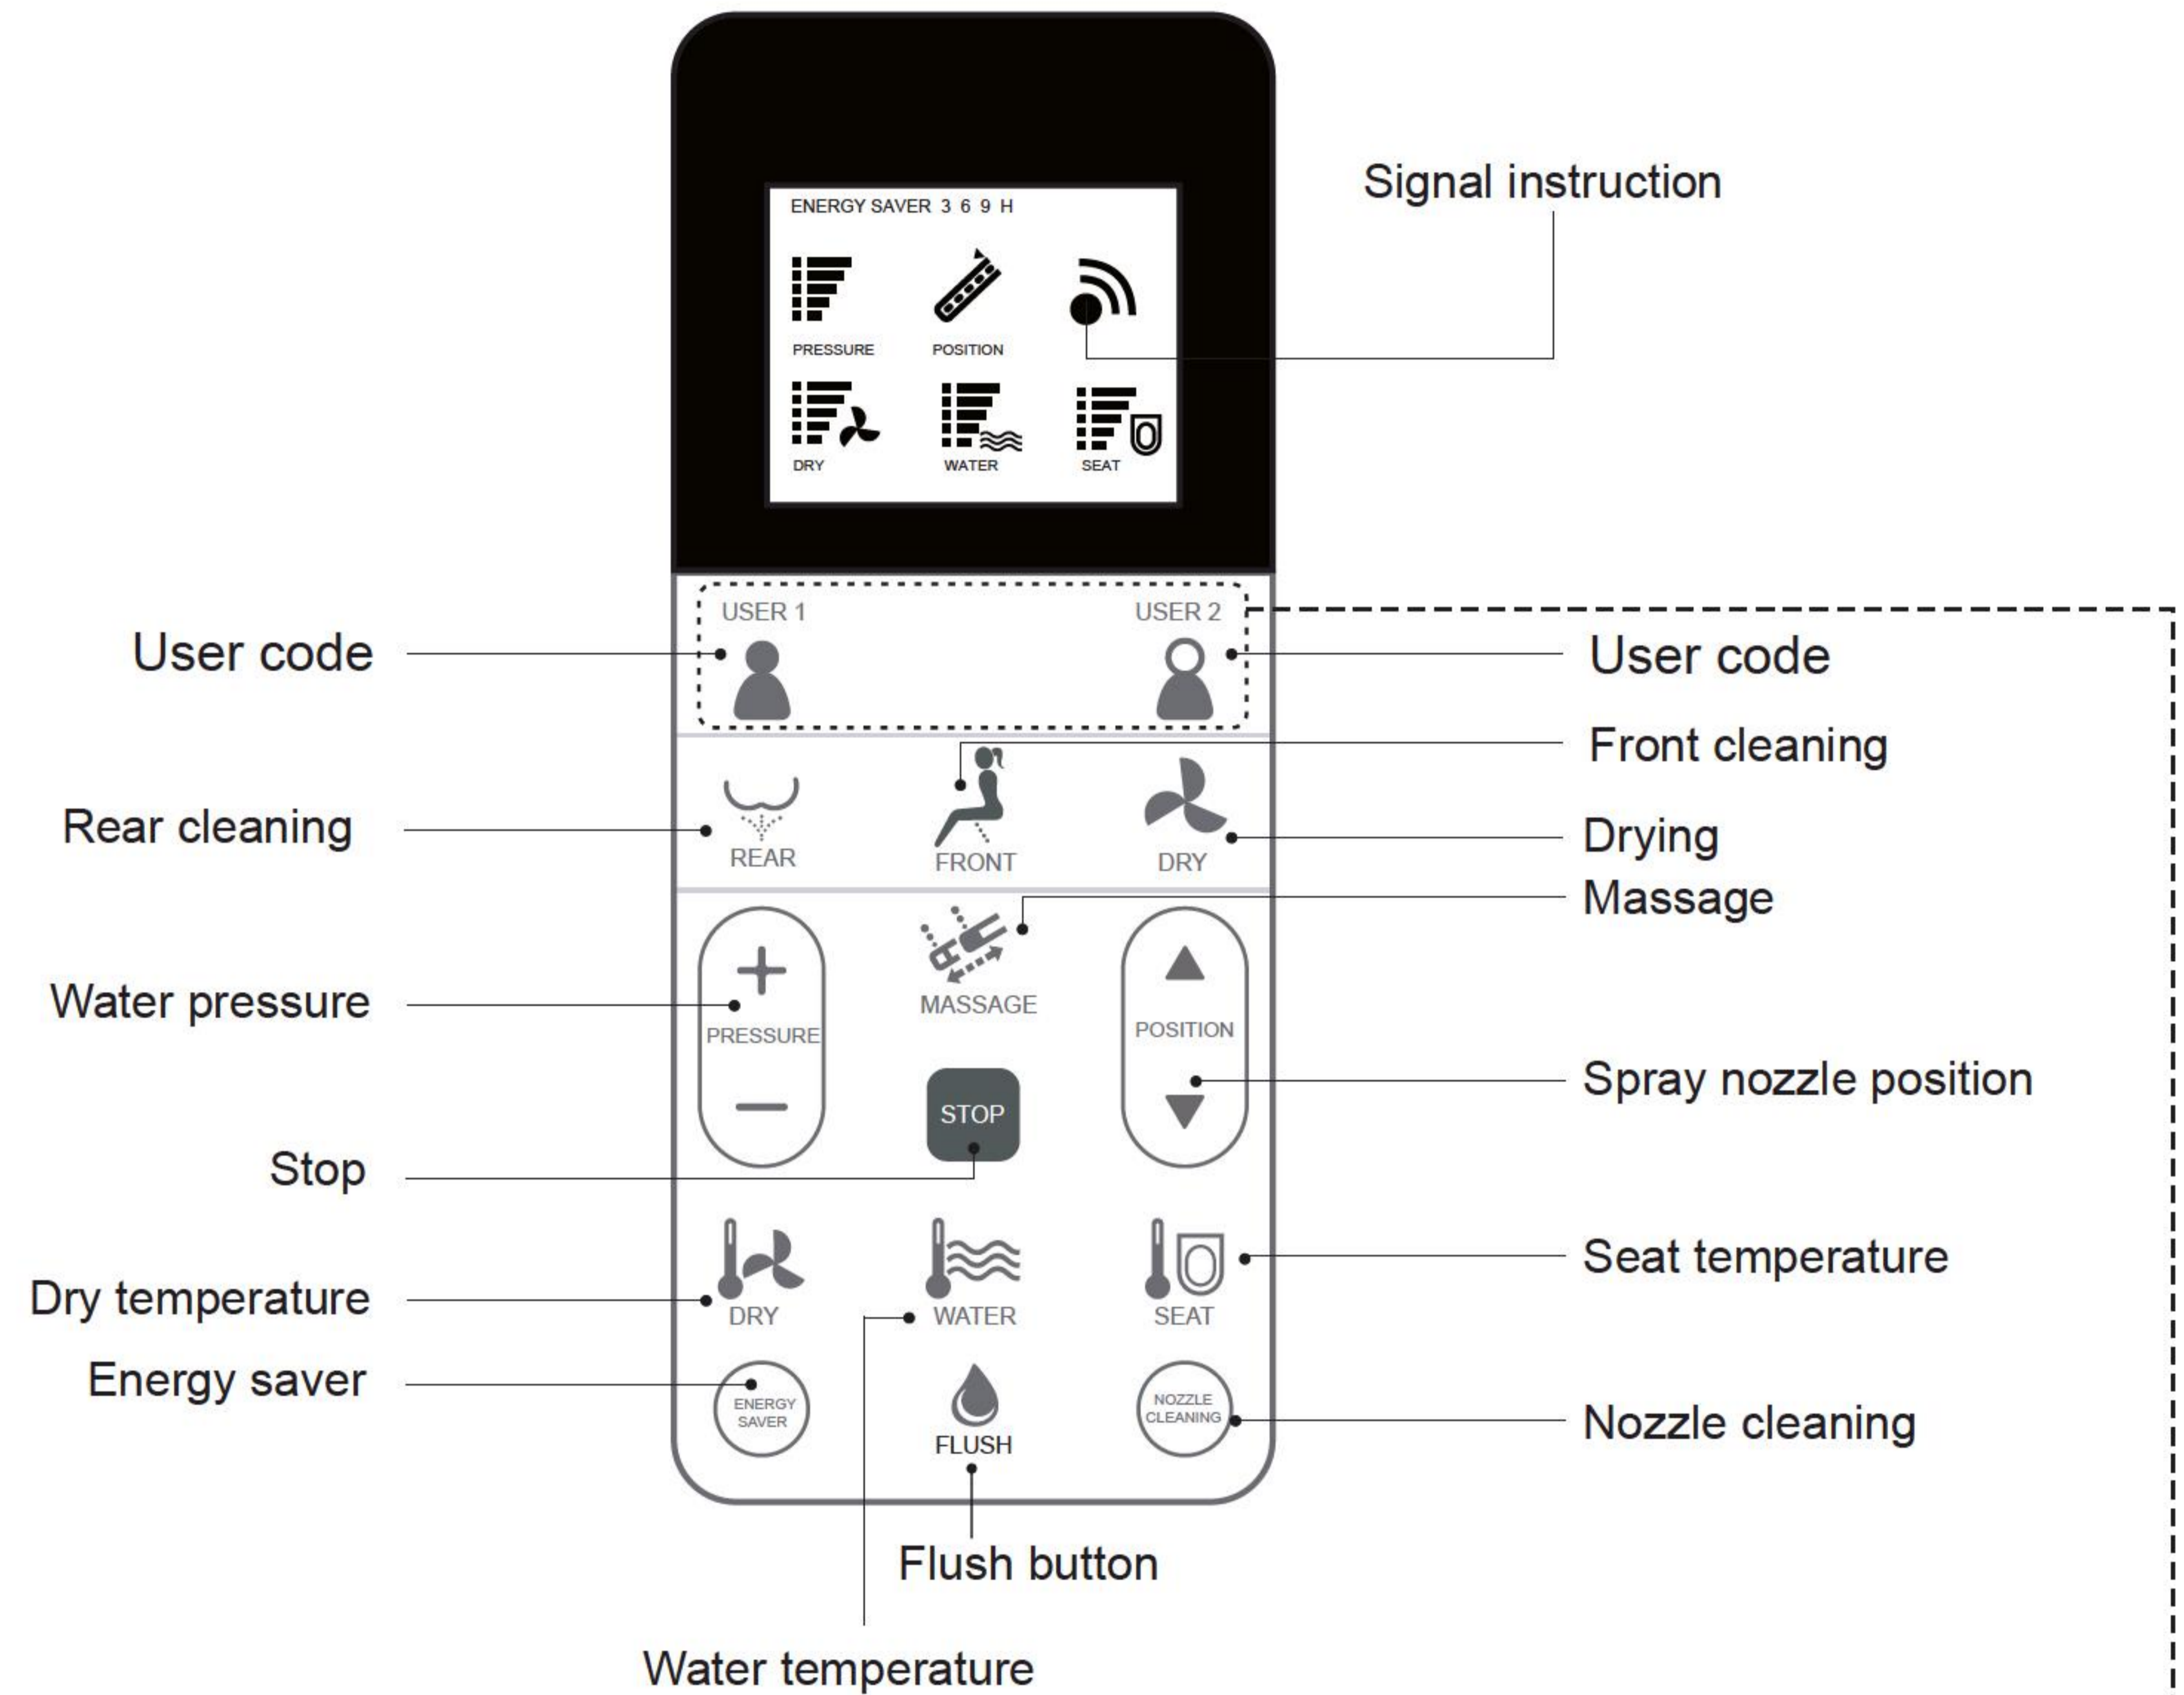 Signal instruction
ENERGY SAVER 3 6 9 H
PRESSURE
POSITION
DRY
WATER
SEAT
USER 1
USER 2
User code
User code
Front cleaning
Rear cleaning
REAR
FRONT
DRY
Drying
Massage
Water pressure
PRESSURE
MASSAGE
POSITION
Spray nozzle position
STOP
Stop
Seat temperature
Dry temperature
DRY
WATER
SEAT
Energy saver
ENERGY
SAVER
FLUSH
NOZZLE
CLEANING
Nozzle cleaning
Flush button
Water temperature